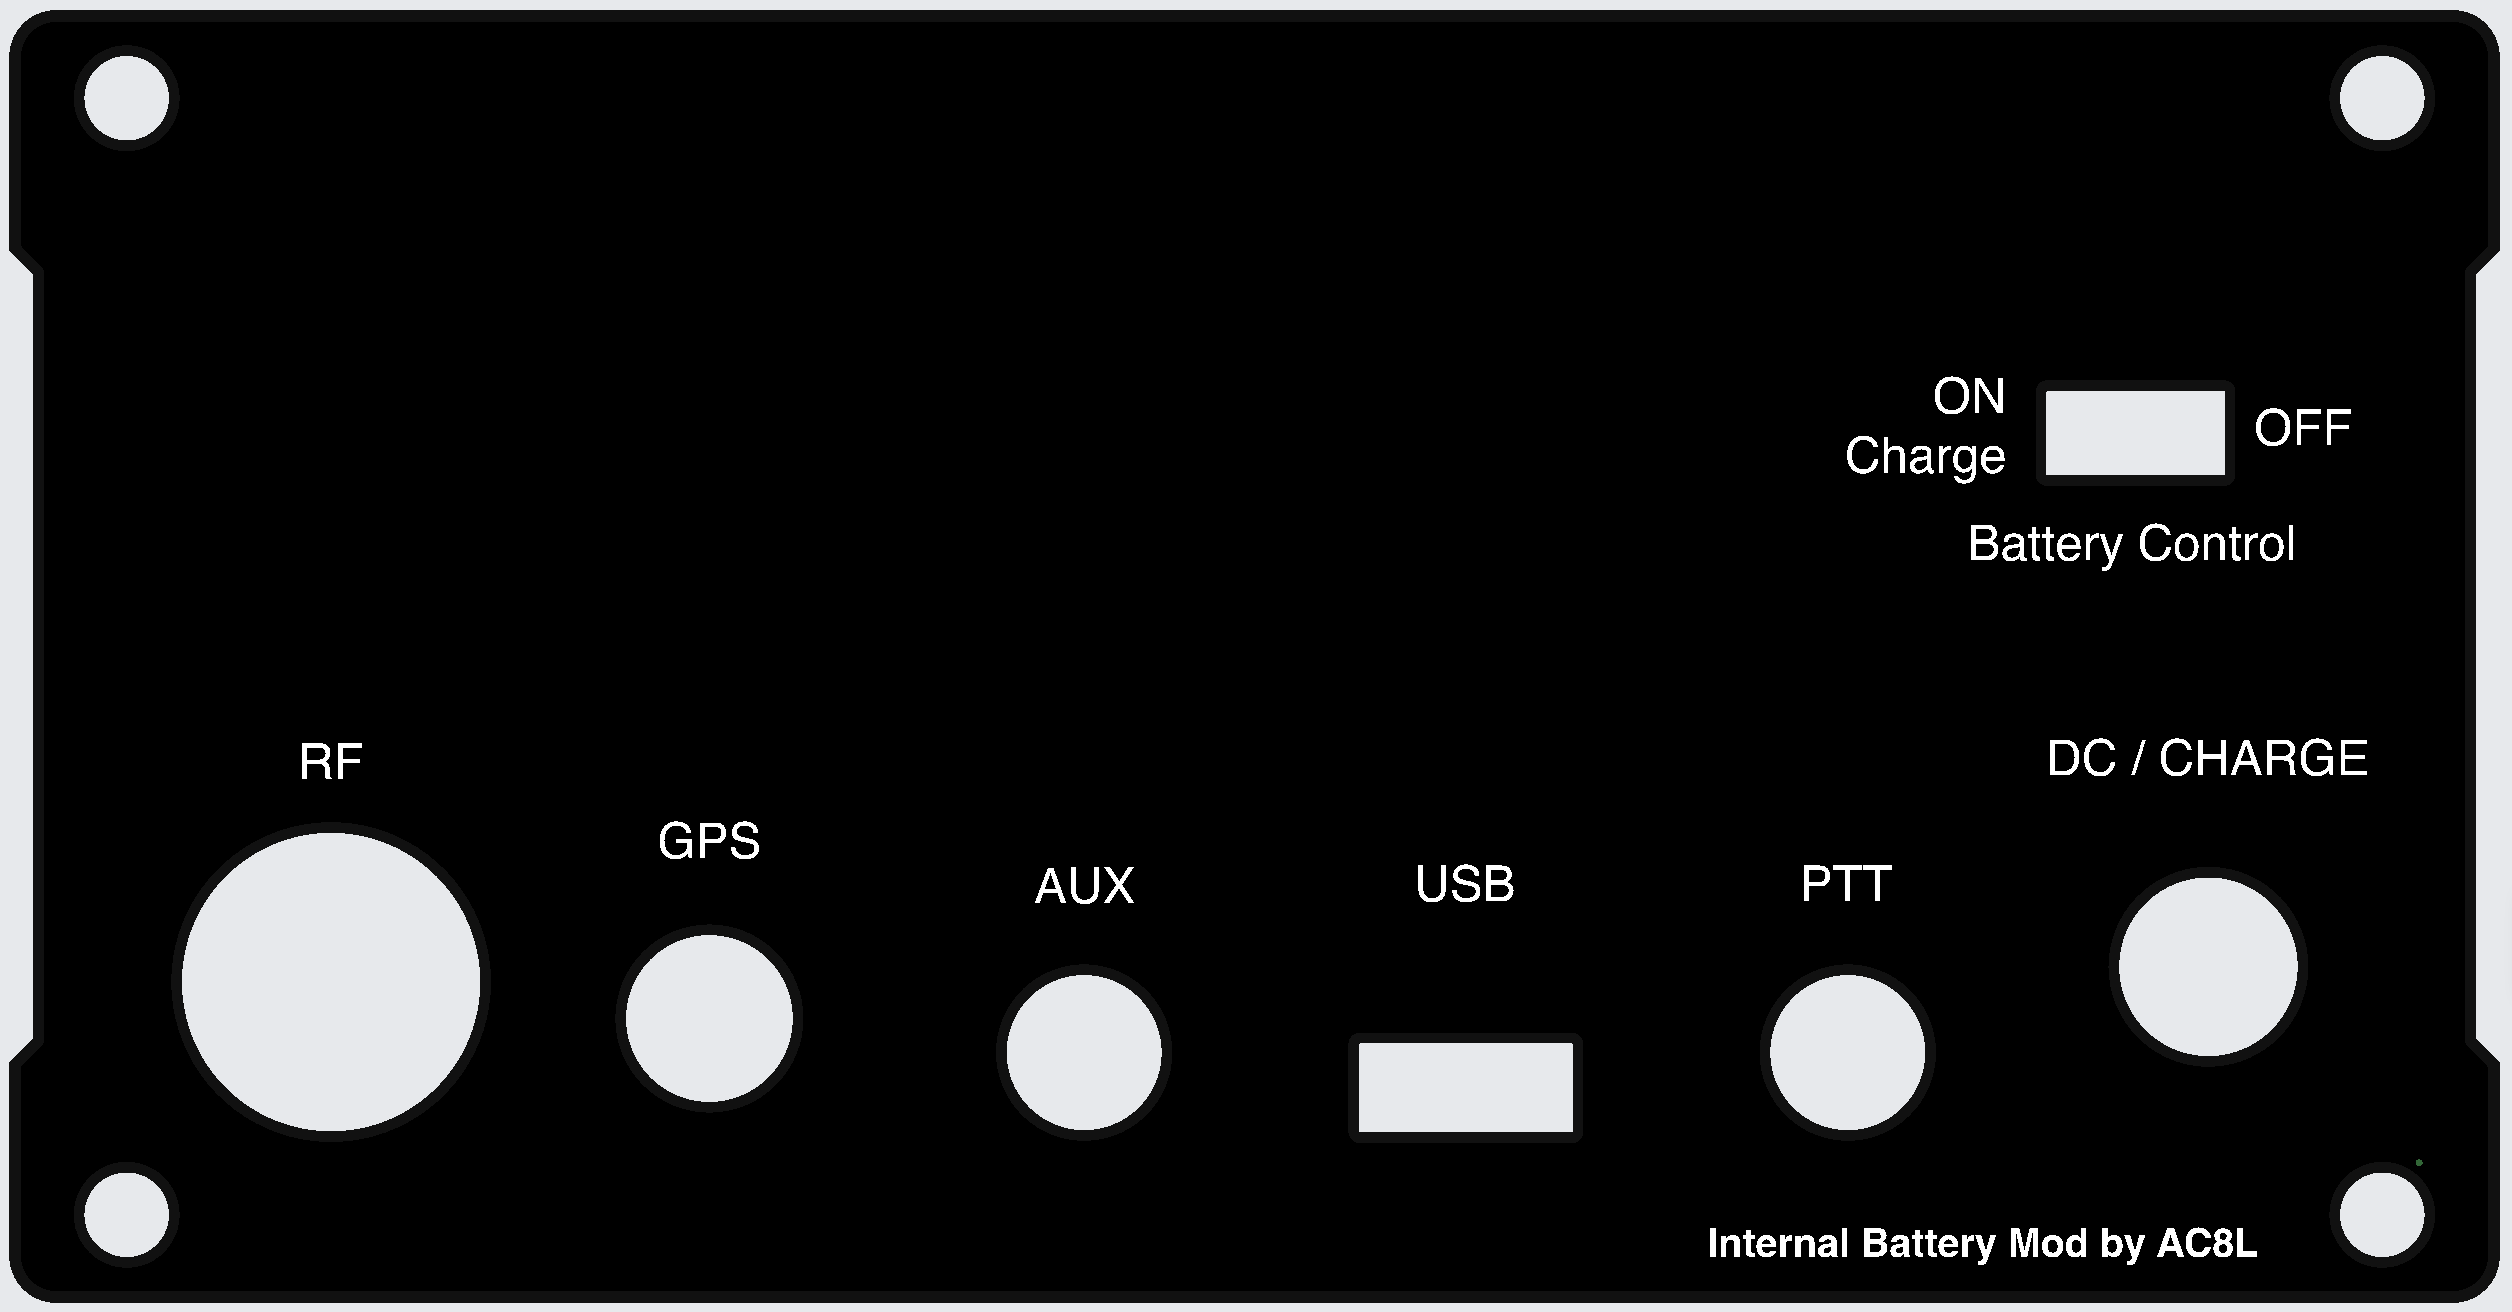 ON
Charge
OFF
Battery Control
RF
DC / CHARGE
GPS
AUX
USB
PTT
Internal Battery Mod by AC8L